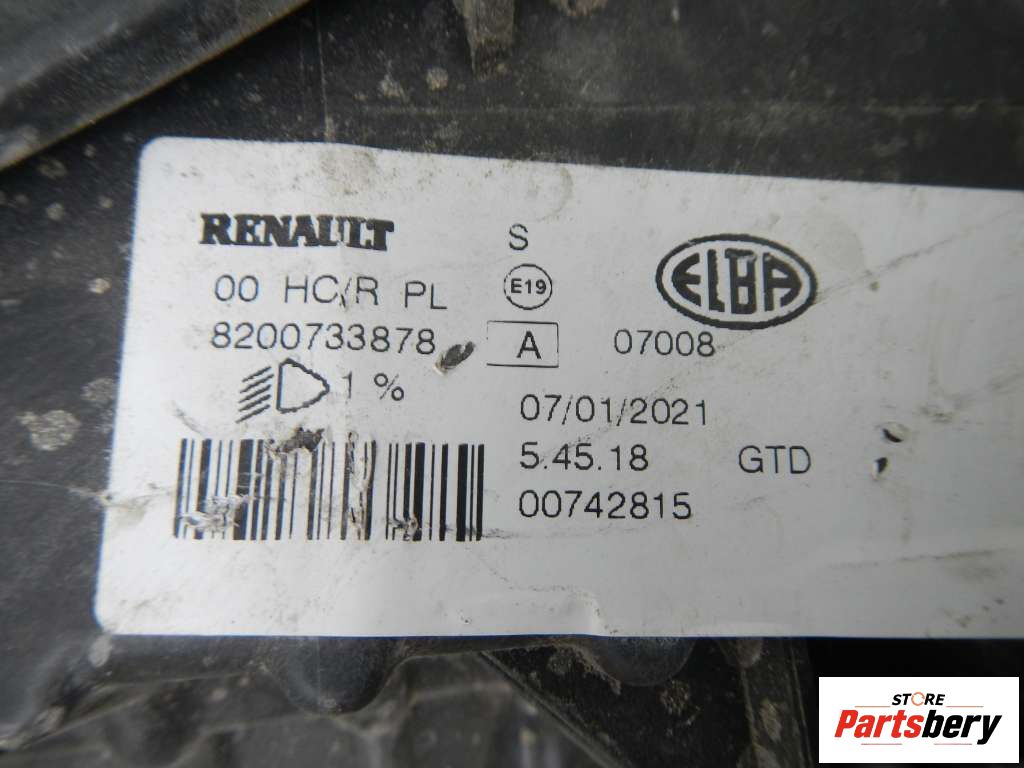 RENAULT S
00 HC/R PL E19 ELBA
8200733878 A 07008
1 %
07/01/2021
5.45.18 GTD
00742815
STORE
Partsbery